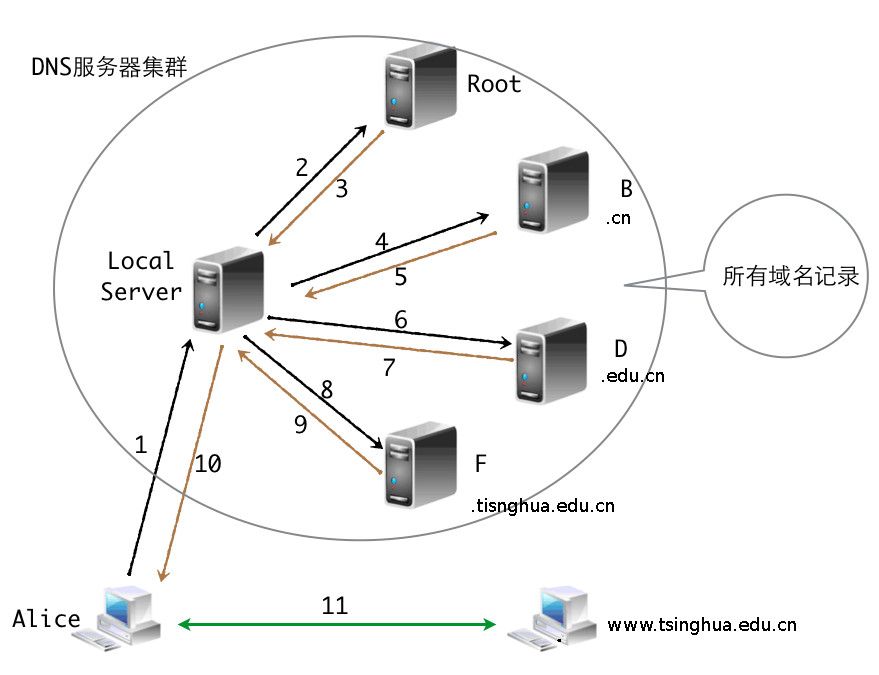 DNS服务器集群
Root
2
3
B
.cn
4
5
所有域名记录
Local
Server
6
7
D
.edu.cn
8
9
F
.tisnghua.edu.cn
1
10
Alice
11
www.tsinghua.edu.cn